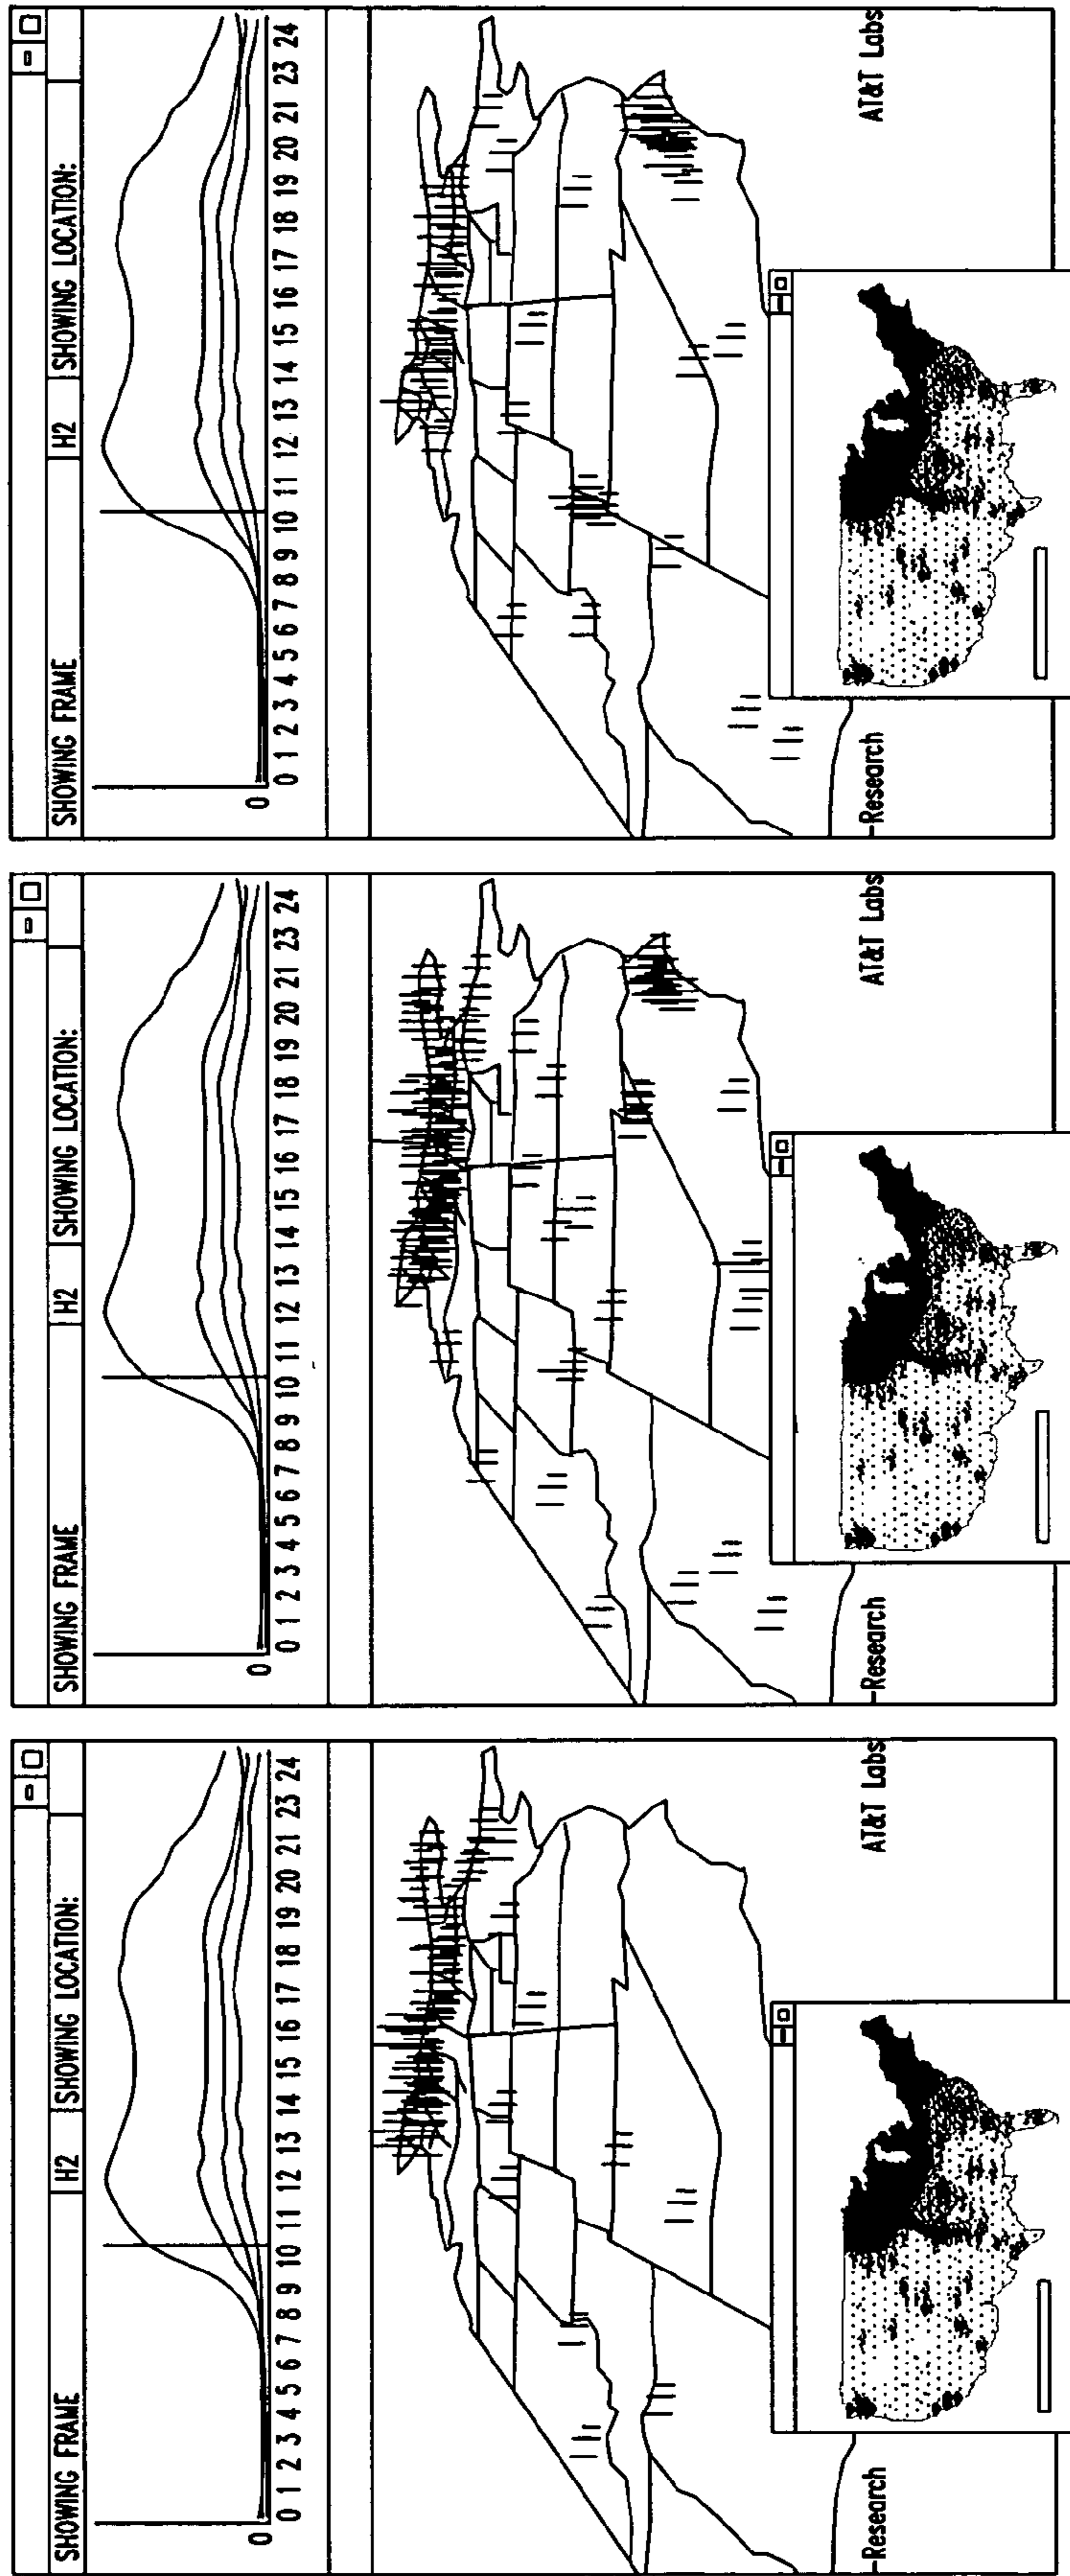 SHOWING FRAME H2 SHOWING LOCATION:
0
0 1 2 3 4 5 6 7 8 9 10 11 12 13 14 15 16 17 18 19 20 21 23 24
-Research AT&T Labs
SHOWING FRAME H2 SHOWING LOCATION:
0
0 1 2 3 4 5 6 7 8 9 10 11 12 13 14 15 16 17 18 19 20 21 23 24
-Research AT&T Labs
SHOWING FRAME H2 SHOWING LOCATION:
0
0 1 2 3 4 5 6 7 8 9 10 11 12 13 14 15 16 17 18 19 20 21 23 24
-Research AT&T Labs